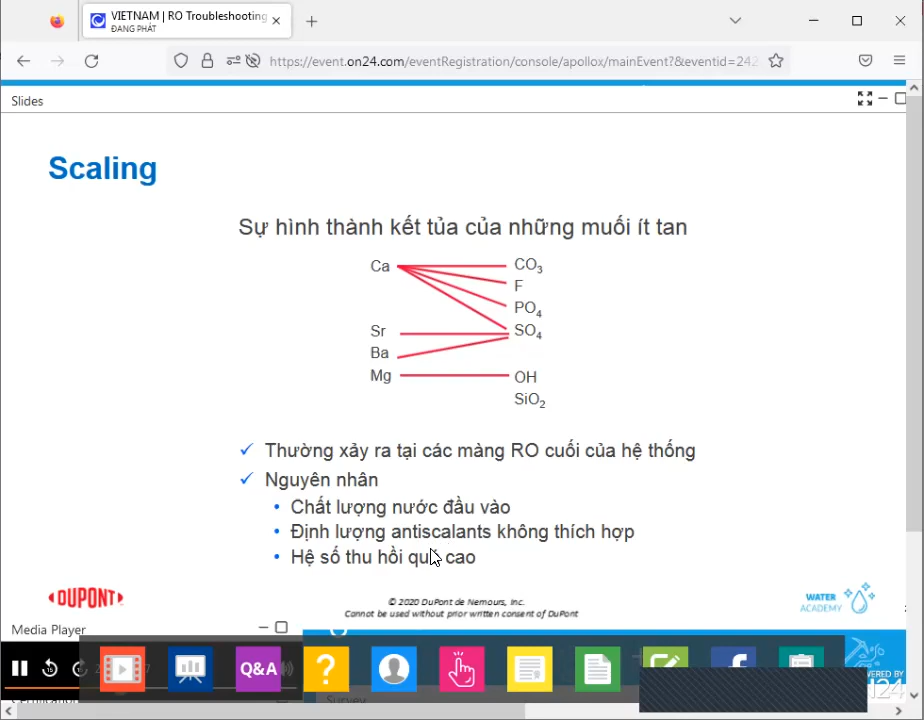 VIETNAM | RO Troubleshooting
ĐANG PHÁT
https://event.on24.com/eventRegistration/console/apollox/mainEvent?&eventid=242
Slides
Scaling
Sự hình thành kết tủa của những muối ít tan
Ca
CO3
F
PO4
Sr
SO4
Ba
Mg
OH
SiO2
Thường xảy ra tại các màng RO cuối của hệ thống
Nguyên nhân
Chất lượng nước đầu vào
Định lượng antiscalants không thích hợp
Hệ số thu hồi quá cao
DUPONT
© 2020 DuPont de Nemours, Inc.
Cannot be used without prior written consent of DuPont
WATER
ACADEMY
Media Player
Q&A